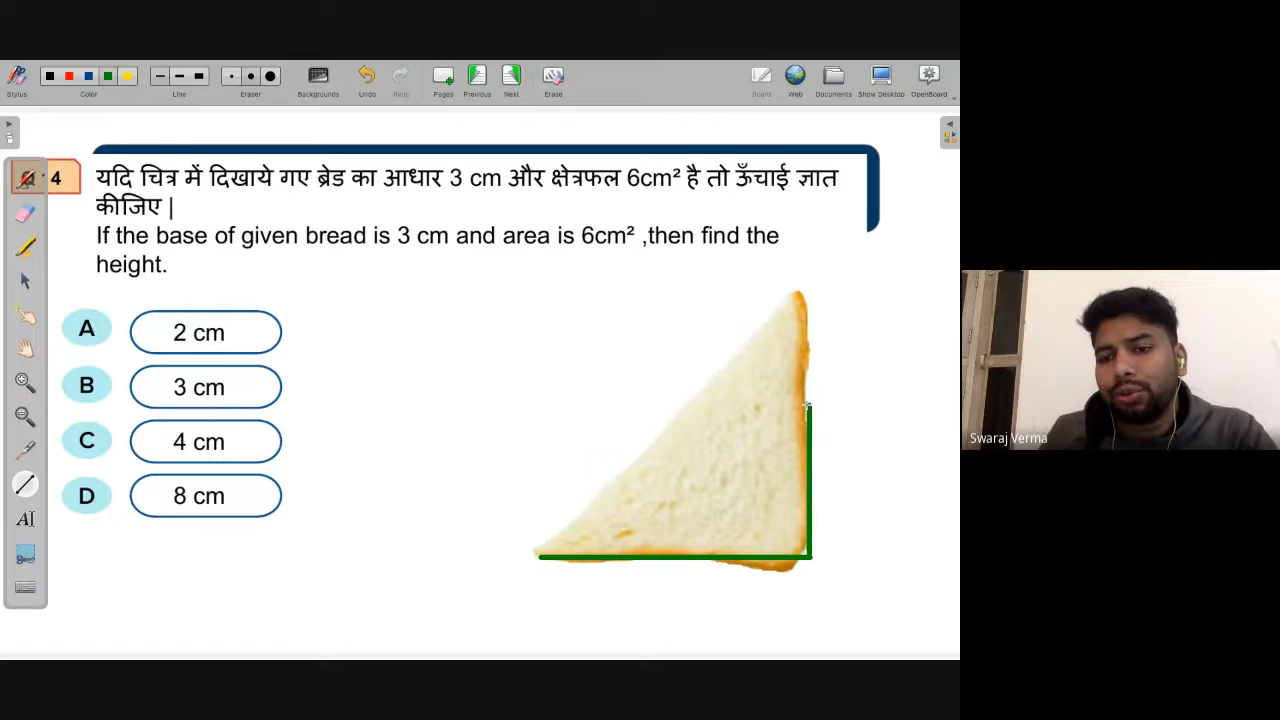 Stylus
Color
Line
Eraser
Backgrounds
Undo
Redo
Pages
Previous
Next
Erase
Board
Web
Documents
Show Desktop
OpenBoard
4
यदि चित्र में दिखाये गए ब्रेड का आधार 3 cm और क्षेत्रफल 6cm² है तो ऊँचाई ज्ञात
कीजिए |
If the base of given bread is 3 cm and area is 6cm² ,then find the
height.
A 2 cm
B 3 cm
C 4 cm
D 8 cm
Swaraj Verma